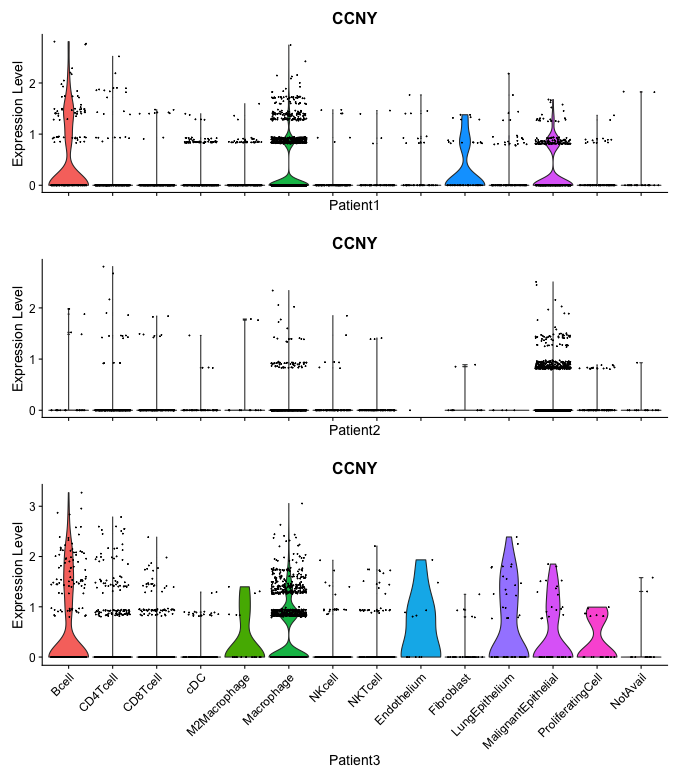 CCNY
Expression Level
2
1
0
Patient1
CCNY
Expression Level
2
1
0
Patient2
CCNY
Expression Level
3
2
1
0
Bcell
CD4Tcell
CD8Tcell
cDC
M2Macrophage
Macrophage
NKcell
NKTcell
Endothelium
Fibroblast
LungEpithelium
MalignantEpithelial
ProliferatingCell
NotAvail
Patient3